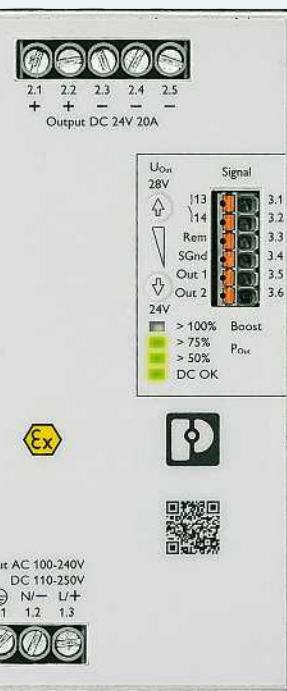 2.1 2.2 2.3 2.4 2.5
+ + − − −
Output DC 24V 20A
UOut Signal
28V
13 3.1
14 3.2
Rem 3.3
SGnd 3.4
Out 1 3.5
Out 2 3.6
24V
> 100% Boost
> 75%
> 50% POut
DC OK
Ex
ut AC 100-240V
DC 110-250V
N/− L/+
1 1.2 1.3